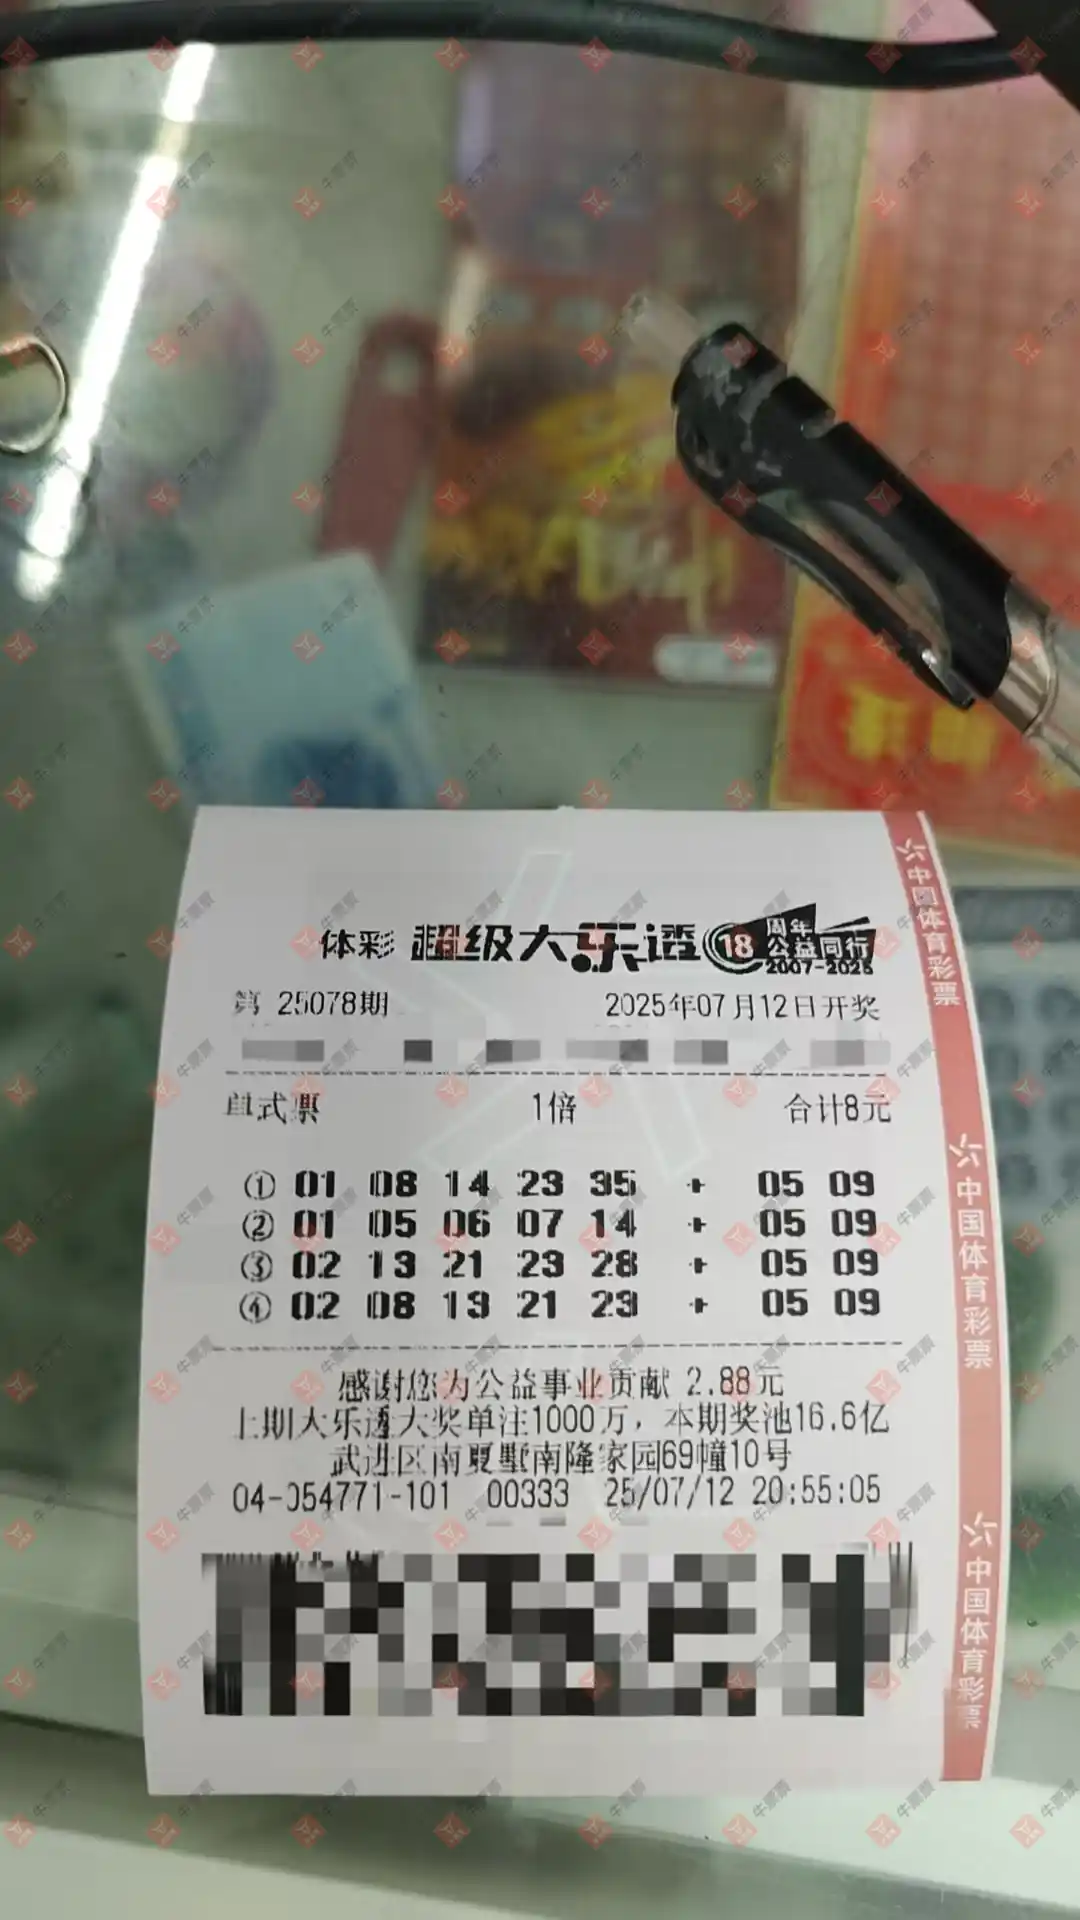 体彩 超级大乐透 18 周年 公益同行 2007-2025
第 25078期 2025年07月12日开奖
单式票 1倍 合计8元
① 01 08 14 23 35 + 05 09
② 01 05 06 07 14 + 05 09
③ 02 13 21 23 28 + 05 09
④ 02 08 13 21 23 + 05 09
感谢您为公益事业贡献 2.88元
上期大乐透大奖单注1000万，本期奖池16.6亿
武进区南夏墅南隆家园69幢10号
04-054771-101 00333 25/07/12 20:55:05
中国体育彩票
中国体育彩票
中国体育彩票
牛票票